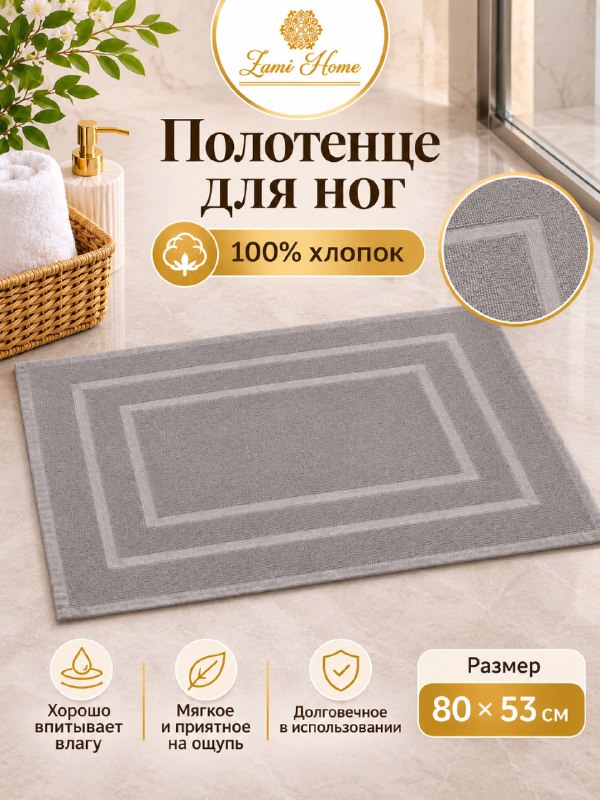 Zami Home
Полотенце
для ног
100% хлопок
Хорошо
впитывает
влагу
Мягкое
и приятное
на ощупь
Долговечное
в использовании
Размер
80 × 53 см